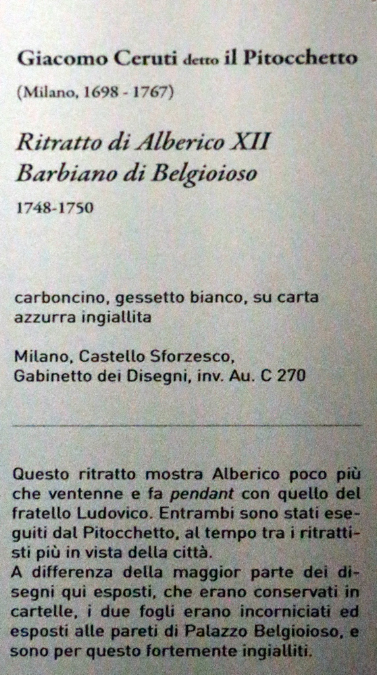 Giacomo Ceruti detto il Pitocchetto
(Milano, 1698 - 1767)
Ritratto di Alberico XII
Barbiano di Belgioioso
1748-1750
carboncino, gessetto bianco, su carta
azzurra ingiallita
Milano, Castello Sforzesco,
Gabinetto dei Disegni, inv. Au. C 270
Questo ritratto mostra Alberico poco più
che ventenne e fa pendant con quello del
fratello Ludovico. Entrambi sono stati ese-
guiti dal Pitocchetto, al tempo tra i ritratti-
sti più in vista della città.
A differenza della maggior parte dei di-
segni qui esposti, che erano conservati in
cartelle, i due fogli erano incorniciati ed
esposti alle pareti di Palazzo Belgioioso, e
sono per questo fortemente ingialliti.